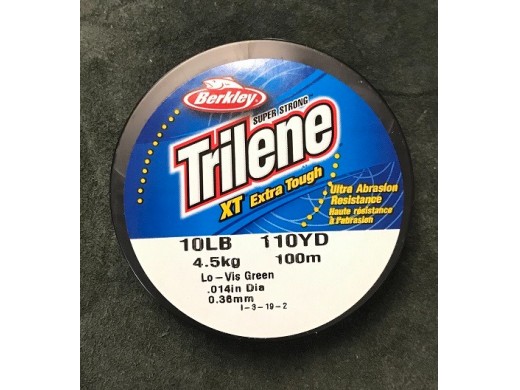 Berkley
SUPER STRONG™
Trilene
XT Extra Tough
Ultra Abrasion
Resistance
Haute résistance
à l'abrasion
10LB 110YD
4.5kg 100m
Lo-Vis Green
.014in Dia
0.36mm
I-3-19-2